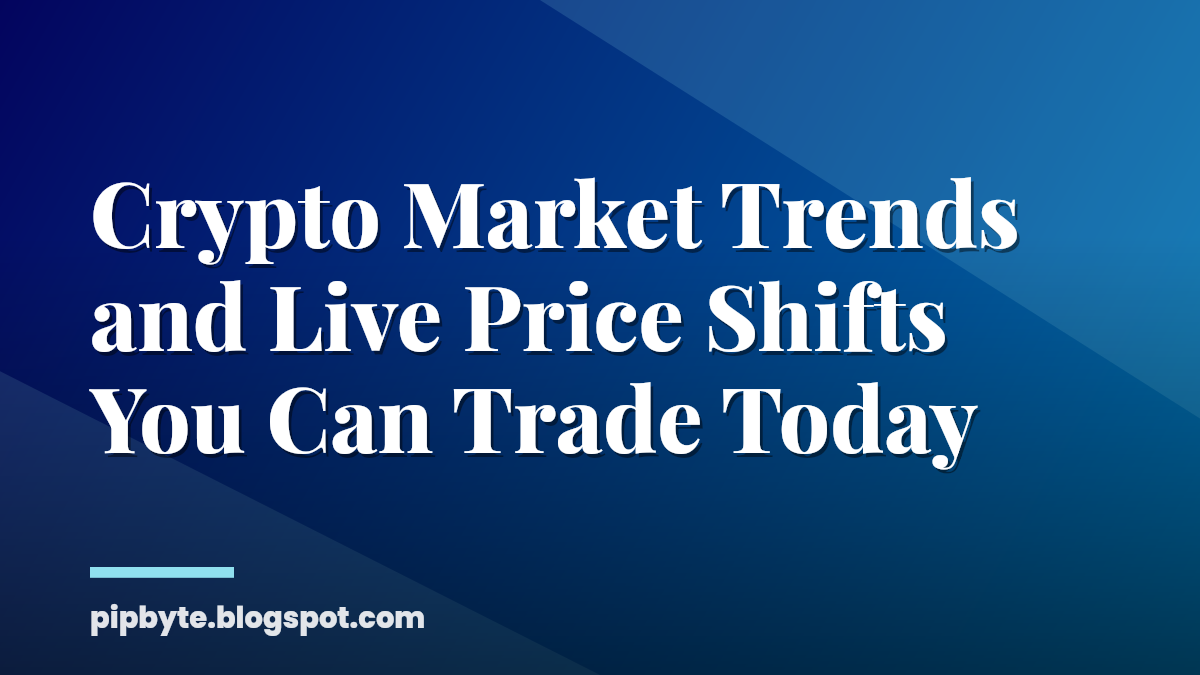 Crypto Market Trends
and Live Price Shifts
You Can Trade Today
pipbyte.blogspot.com